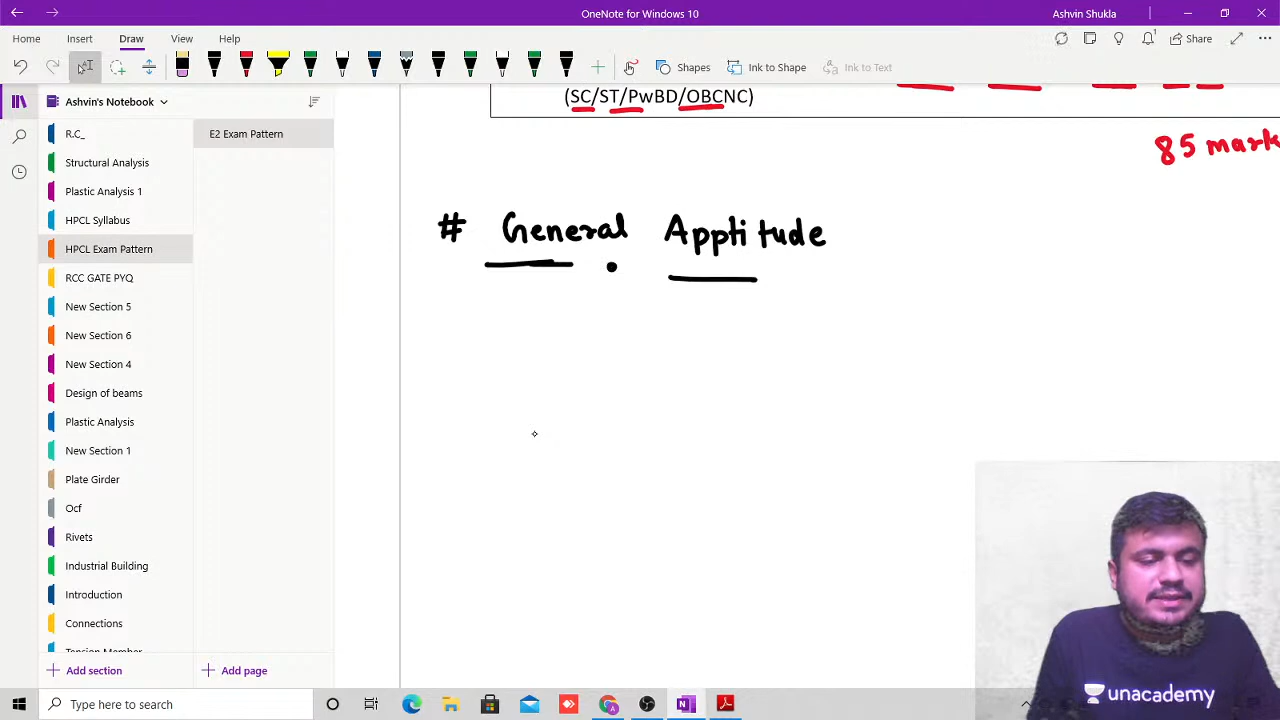 OneNote for Windows 10
Ashvin Shukla
Home Insert Draw View Help
Share
Shapes Ink to Shape Ink to Text
Ashvin's Notebook
R.C_
Structural Analysis
Plastic Analysis 1
HPCL Syllabus
HPCL Exam Pattern
RCC GATE PYQ
New Section 5
New Section 6
New Section 4
Design of beams
Plastic Analysis
New Section 1
Plate Girder
Ocf
Rivets
Industrial Building
Introduction
Connections
Tension Member
Add section
E2 Exam Pattern
Add page
(SC/ST/PwBD/OBCNC)
85 mark
# General Apptitude
unacademy
Type here to search